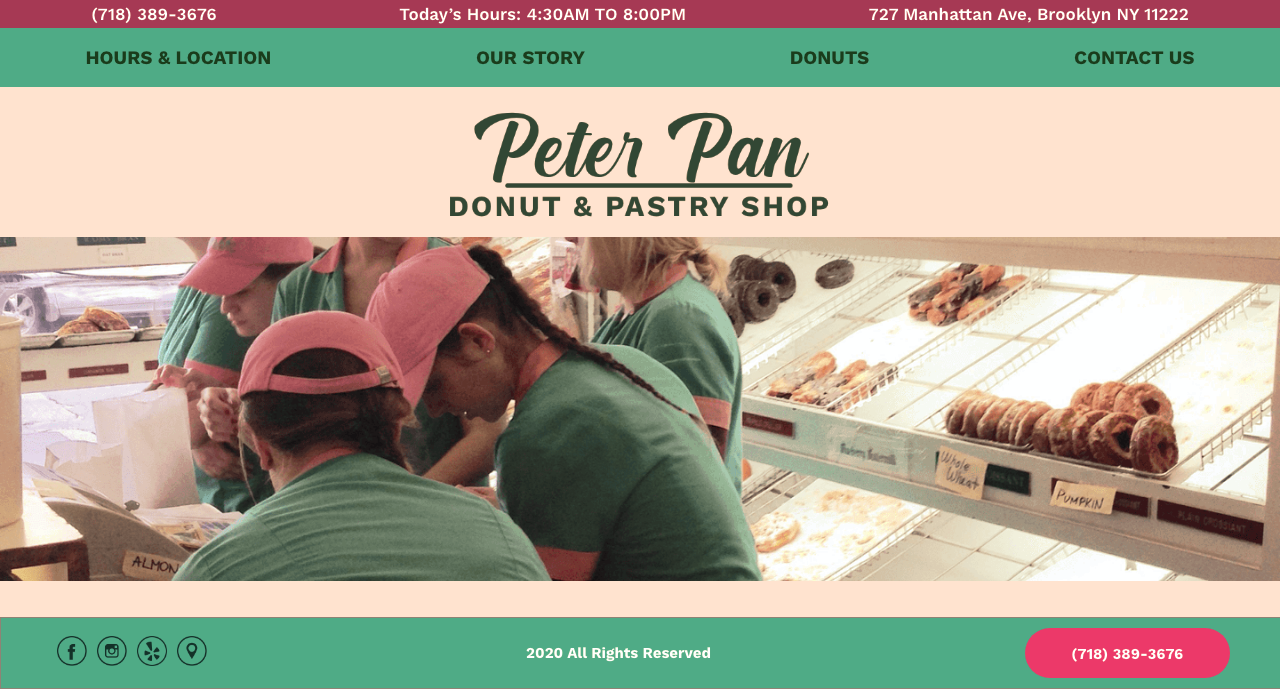 (718) 389-3676
Today’s Hours: 4:30AM TO 8:00PM
727 Manhattan Ave, Brooklyn NY 11222
HOURS & LOCATION
OUR STORY
DONUTS
CONTACT US
Peter Pan
DONUT & PASTRY SHOP
Whole
Wheat
PUMPKIN
PLAIN CROSSIANT
ALMON
2020 All Rights Reserved
(718) 389-3676